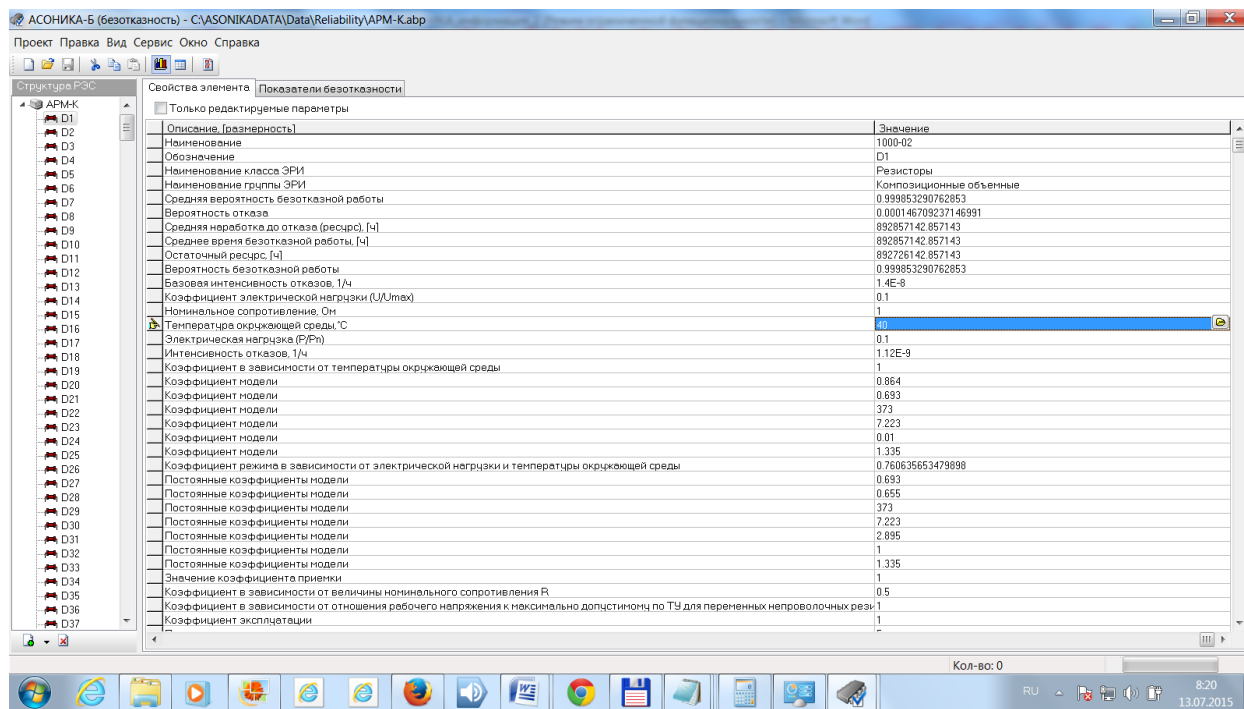 АСОНИКА-Б (безотказность) - C:\ASONIKADATA\Data\Reliability\APM-K.abp
Проект Правка Вид Сервис Окно Справка
Структура РЭС
Свойства элемента Показатели безотказности
АРМ-К
Только редактируемые параметры
D1
Описание, [размерность] Значение
D2
Наименование 1000-02
D3
Обозначение D1
D4
Наименование класса ЭРИ Резисторы
D5
Наименование группы ЭРИ Композиционные объемные
D6
Средняя вероятность безотказной работы 0.999853290762853
D7
Вероятность отказа 0.000146709237146991
D8
Средняя наработка до отказа (ресурс), [ч] 892857142.857143
D9
Среднее время безотказной работы, [ч] 892857142.857143
D10
Остаточный ресурс, [ч] 892726142.857143
D11
Вероятность безотказной работы 0.999853290762853
D12
Базовая интенсивность отказов, 1/ч 1.4E-8
D13
Коэффициент электрической нагрузки (U/Umax) 0.1
D14
Номинальное сопротивление, Ом 1
D15
Температура окружающей среды,°C 40
D16
Электрическая нагрузка (P/Pn) 0.1
D17
Интенсивность отказов, 1/ч 1.12E-9
D18
Коэффициент в зависимости от температуры окружающей среды 1
D19
Коэффициент модели 0.864
D20
Коэффициент модели 0.693
D21
Коэффициент модели 373
D22
Коэффициент модели 7.223
D23
Коэффициент модели 0.01
D24
Коэффициент модели 1.335
D25
Коэффициент режима в зависимости от электрической нагрузки и температуры окружающей среды 0.760635653479898
D26
Постоянные коэффициенты модели 0.693
D27
Постоянные коэффициенты модели 0.655
D28
Постоянные коэффициенты модели 373
D29
Постоянные коэффициенты модели 7.223
D30
Постоянные коэффициенты модели 2.895
D31
Постоянные коэффициенты модели 1
D32
Постоянные коэффициенты модели 1.335
D33
Значение коэффициента приемки 1
D34
Коэффициент в зависимости от величины номинального сопротивления R 0.5
D35
Коэффициент в зависимости от отношения рабочего напряжения к максимально допустимому по ТУ для переменных непроволочных рези 1
D36
Коэффициент эксплуатации 1
D37
Кол-во: 0
RU
8:20
13.07.2015